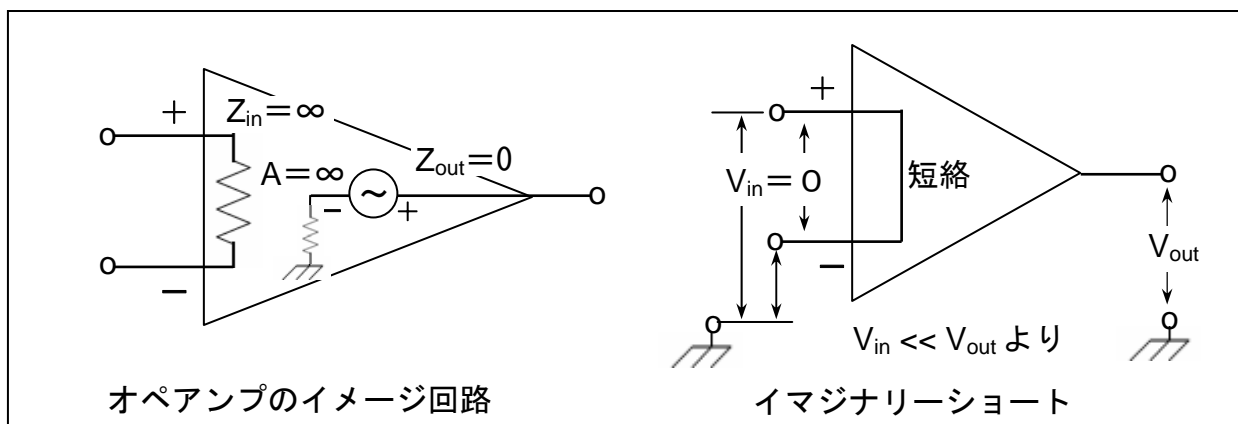 +
Zin＝∞
A＝∞
Zout＝0
−
+
−
オペアンプのイメージ回路
+
Vin＝0
短絡
−
Vout
Vin << Vout より
イマジナリーショート